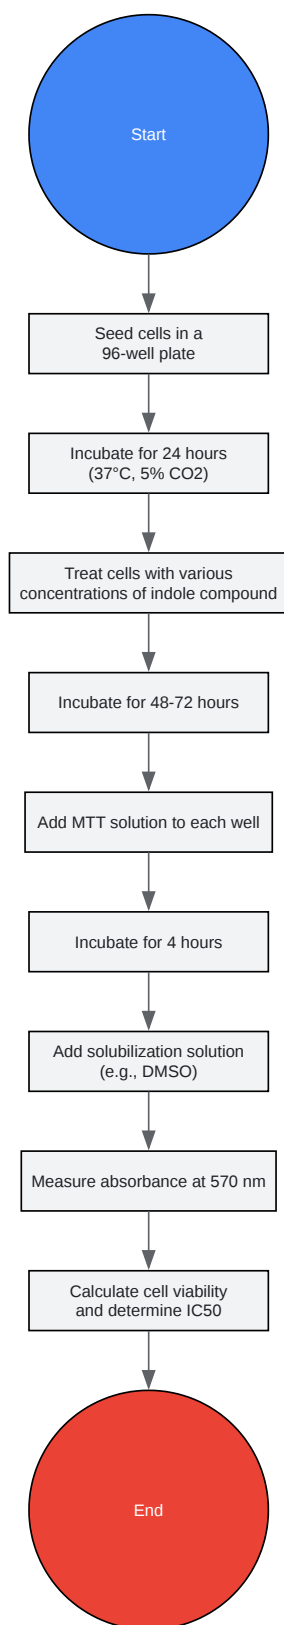 Start
Seed cells in a
96-well plate
Incubate for 24 hours
(37°C, 5% CO2)
Treat cells with various
concentrations of indole compound
Incubate for 48-72 hours
Add MTT solution to each well
Incubate for 4 hours
Add solubilization solution
(e.g., DMSO)
Measure absorbance at 570 nm
Calculate cell viability
and determine IC50
End